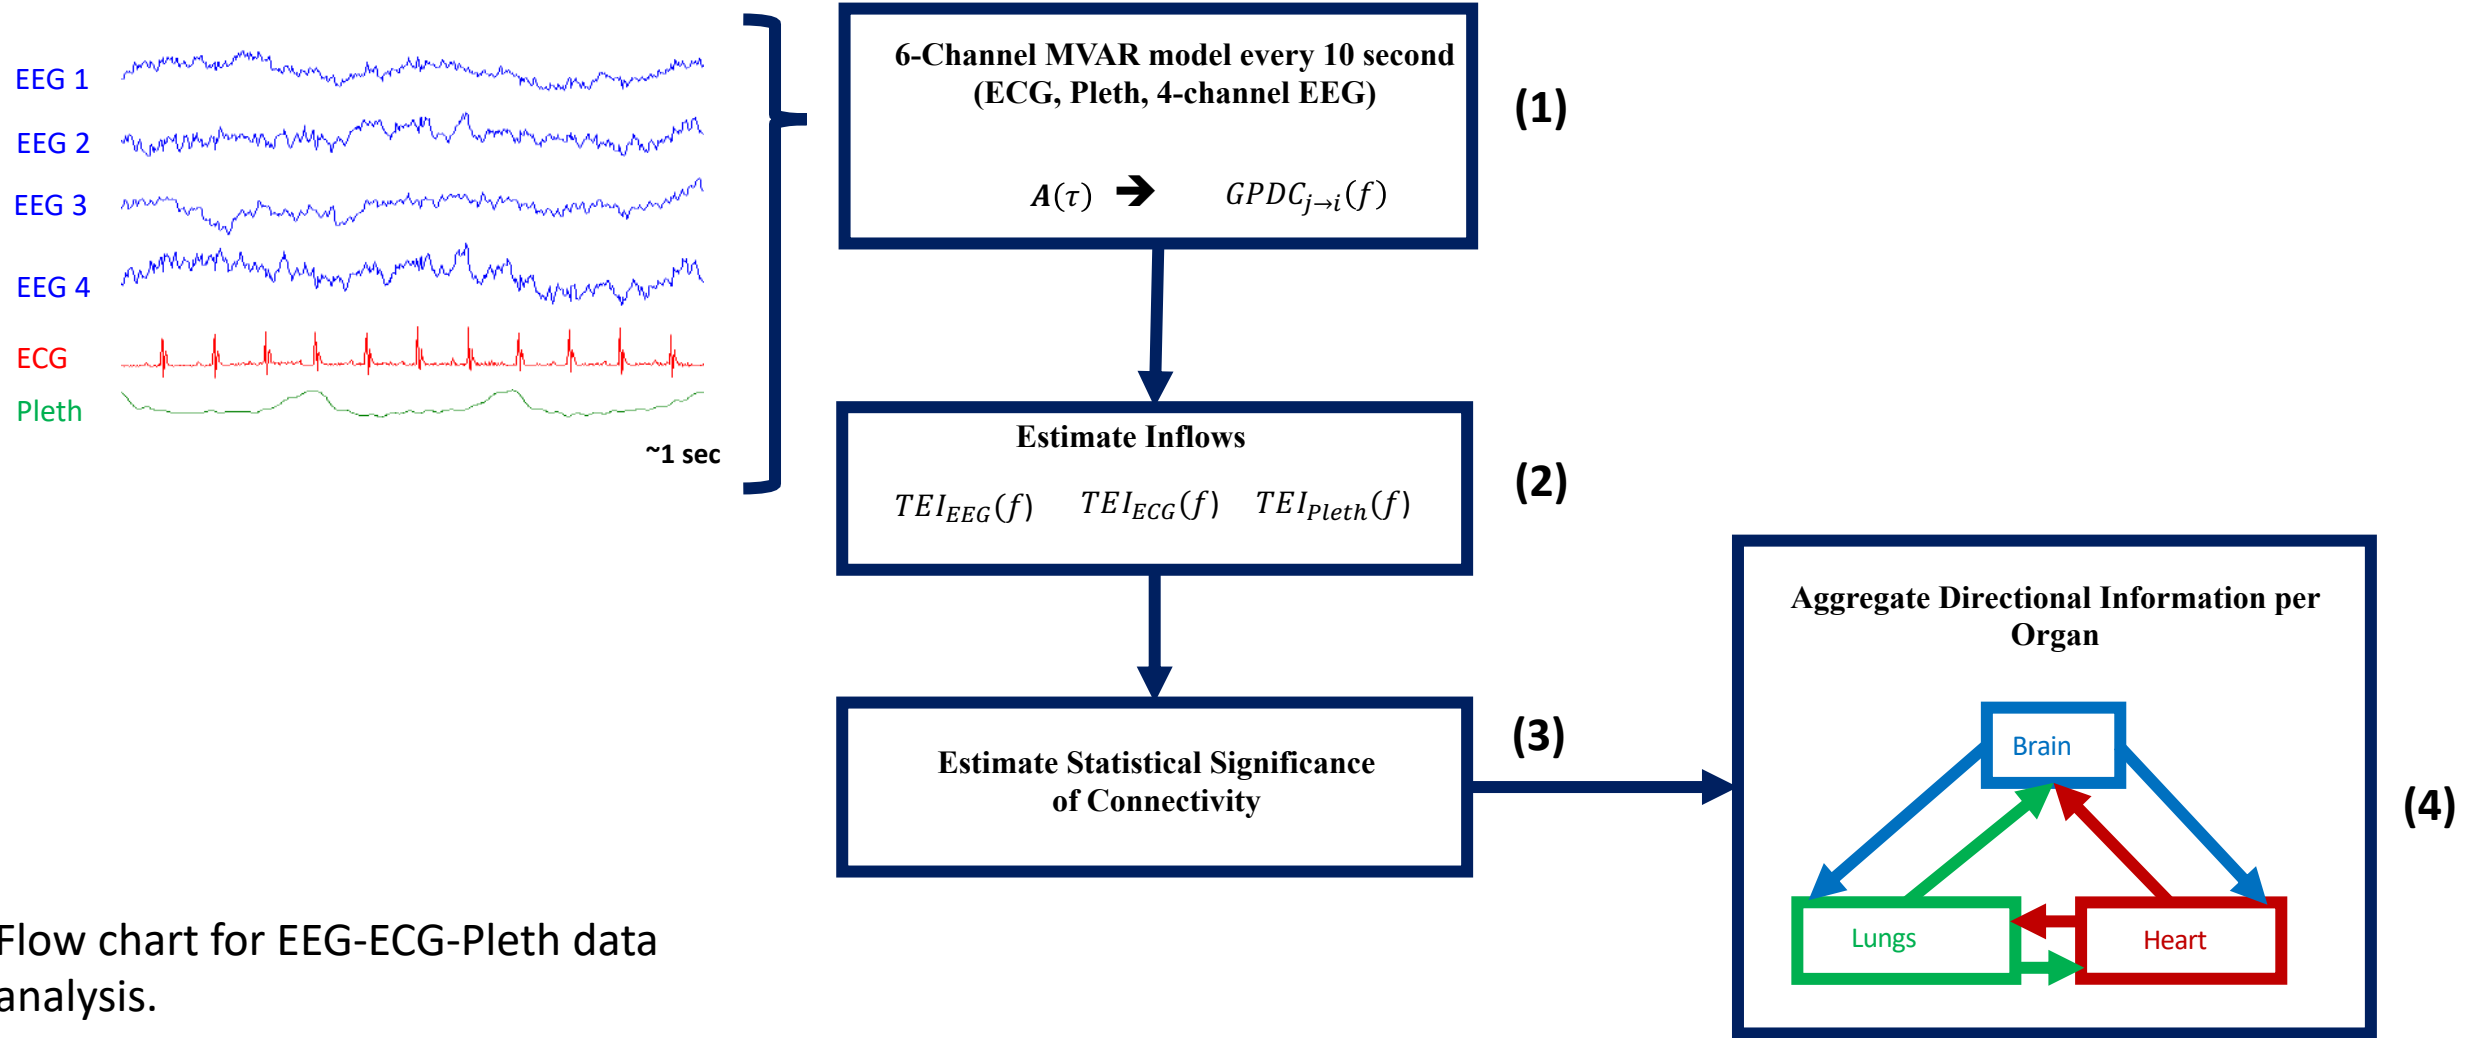 EEG 1
EEG 2
EEG 3
EEG 4
ECG
Pleth
~1 sec
6-Channel MVAR model every 10 second
(ECG, Pleth, 4-channel EEG)
A(τ) ➔ GPDC_{j→i}(f)
(1)
Estimate Inflows
TEI_{EEG}(f) TEI_{ECG}(f) TEI_{Pleth}(f)
(2)
Estimate Statistical Significance
of Connectivity
(3)
Aggregate Directional Information per
Organ
Brain
Lungs
Heart
(4)
Flow chart for EEG-ECG-Pleth data
analysis.